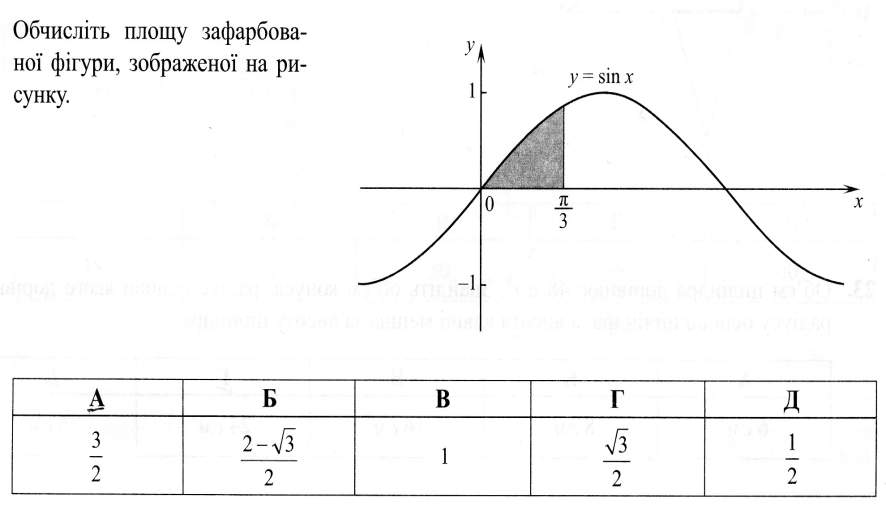 Обчисліть площу зафарбова-
ної фігури, зображеної на ри-
сунку.
y
y = sin x
1
0
π/3
x
–1
А Б В Г Д
3/2 (2 – √3)/2 1 √3/2 1/2